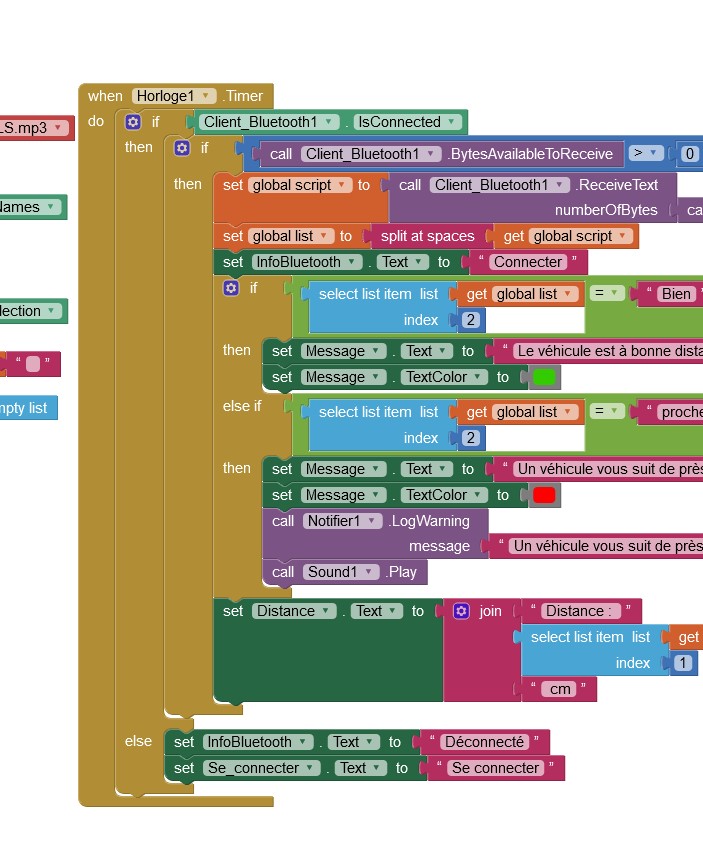 when Horloge1 .Timer
do if Client_Bluetooth1 . IsConnected
LS.mp3
then if call Client_Bluetooth1 .BytesAvailableToReceive > 0
then set global script to call Client_Bluetooth1 .ReceiveText
Names numberOfBytes ca
set global list to split at spaces get global script
set InfoBluetooth . Text to " Connecter "
if select list item list get global list = " Bien "
lection index 2
then set Message . Text to " Le véhicule est à bonne dista
" "
set Message . TextColor to
mpty list else if select list item list get global list = " proche
index 2
then set Message . Text to " Un véhicule vous suit de près
set Message . TextColor to
call Notifier1 .LogWarning
message " Un véhicule vous suit de près
call Sound1 .Play
set Distance . Text to join " Distance : "
select list item list get
index 1
" cm "
else set InfoBluetooth . Text to " Déconnecté "
set Se_connecter . Text to " Se connecter "